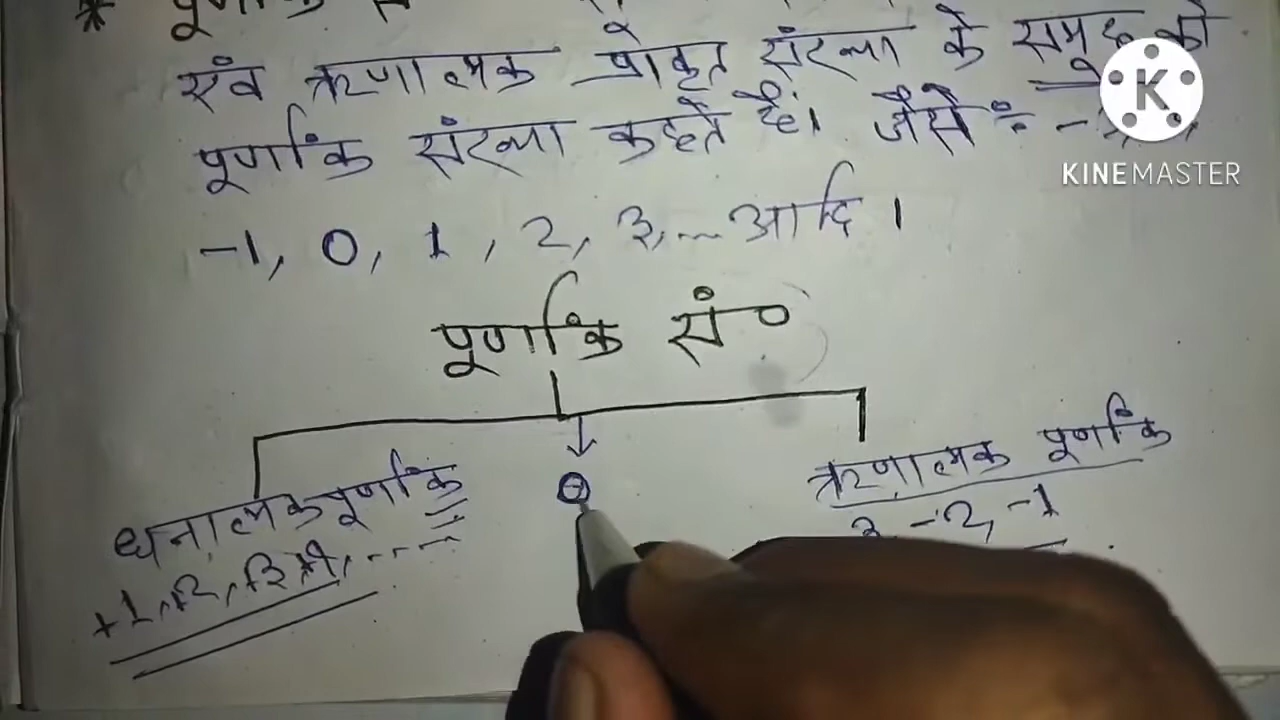 * पूर्णांक
एवं ऋणात्मक प्राकृत संख्या के समूह को
पूर्णांक संख्या कहते हैं। जैसे :-
-1, 0, 1, 2, 3, ... आदि।
पूर्णांक सं०
धनात्मक पूर्णांक
0
ऋणात्मक पूर्णांक
+1, +2, +3, +4, ......
-2, -1
K
KINEMASTER